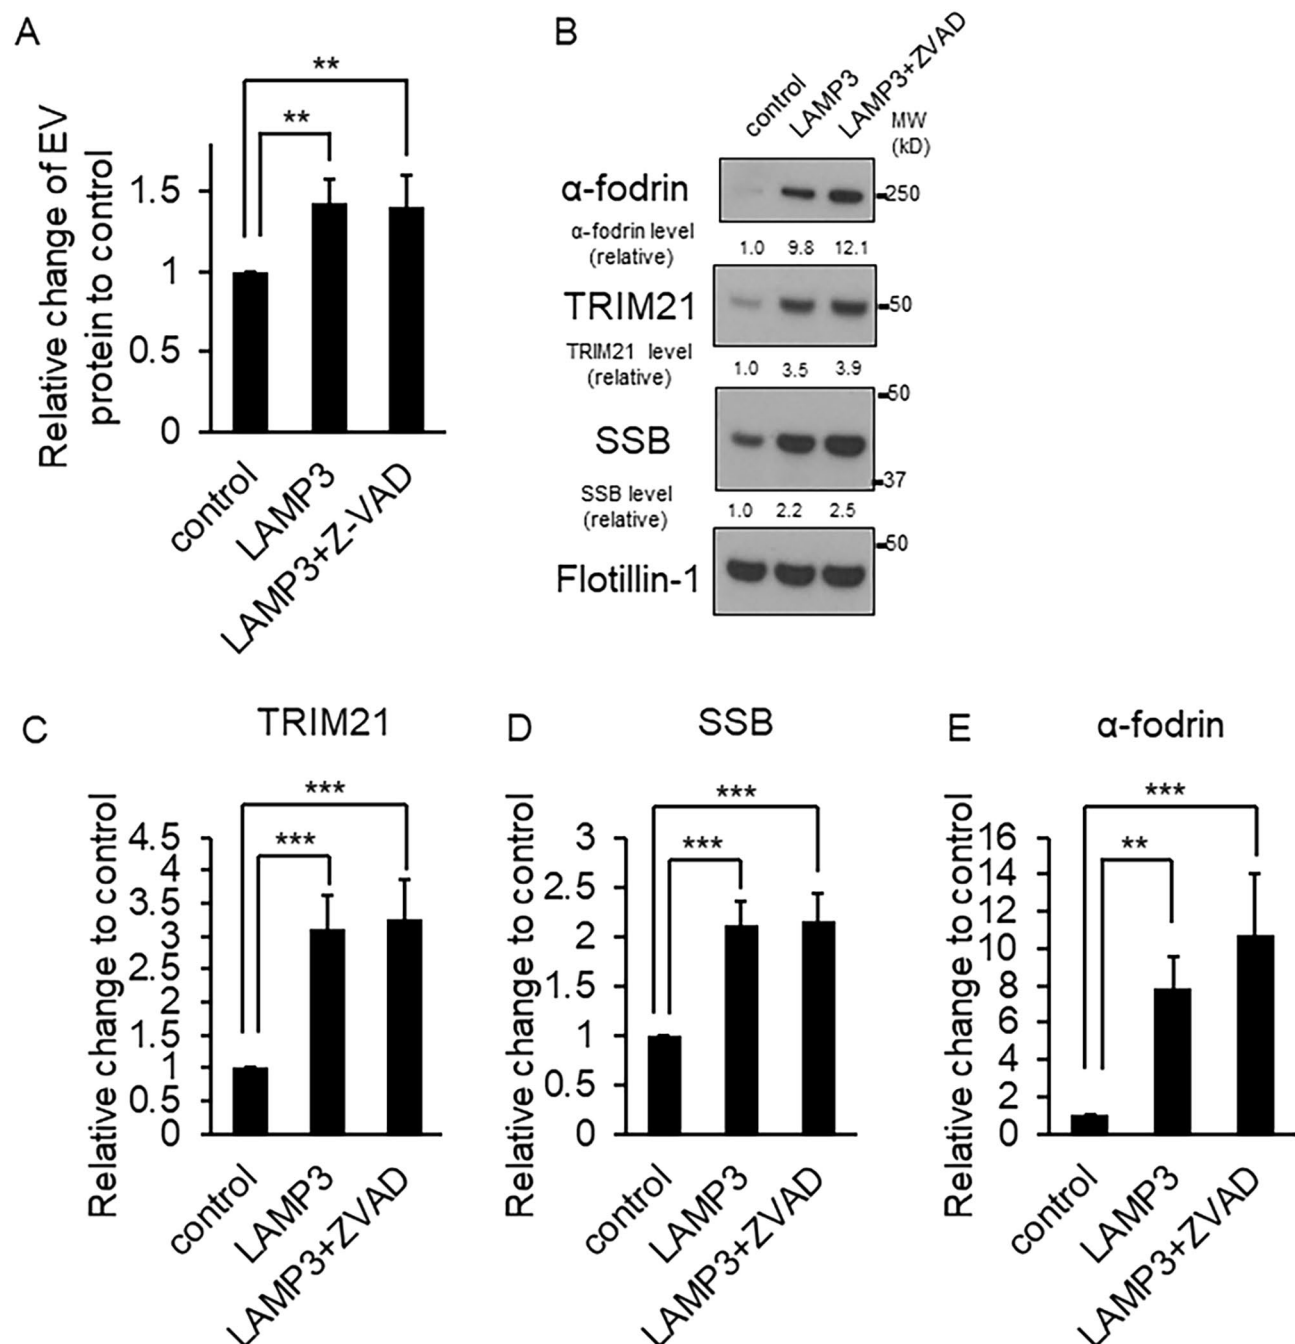 A
Relative change of EV
protein to control
**
**
1.5
1
0.5
0
control
LAMP3
LAMP3+Z-VAD
B
control
LAMP3
LAMP3+ZVAD
MW
(kD)
α-fodrin
250
α-fodrin level
(relative)
1.0 9.8 12.1
TRIM21
50
TRIM21 level
(relative)
1.0 3.5 3.9
50
SSB
37
SSB level
(relative)
1.0 2.2 2.5
50
Flotillin-1
C
TRIM21
Relative change to control
***
***
4.5
4
3.5
3
2.5
2
1.5
1
0.5
0
control
LAMP3
LAMP3+ZVAD
D
SSB
Relative change to control
***
***
3
2.5
2
1.5
1
0.5
0
control
LAMP3
LAMP3+ZVAD
E
α-fodrin
Relative change to control
***
**
16
14
12
10
8
6
4
2
0
control
LAMP3
LAMP3+ZVAD